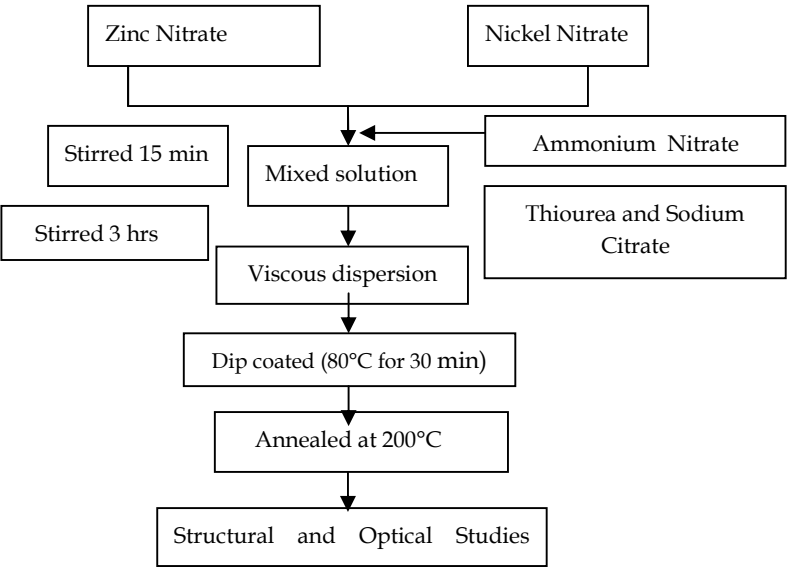 Zinc Nitrate
Nickel Nitrate
Stirred 15 min
Ammonium Nitrate
Mixed solution
Thiourea and Sodium
Citrate
Stirred 3 hrs
Viscous dispersion
Dip coated (80°C for 30 min)
Annealed at 200°C
Structural and Optical Studies